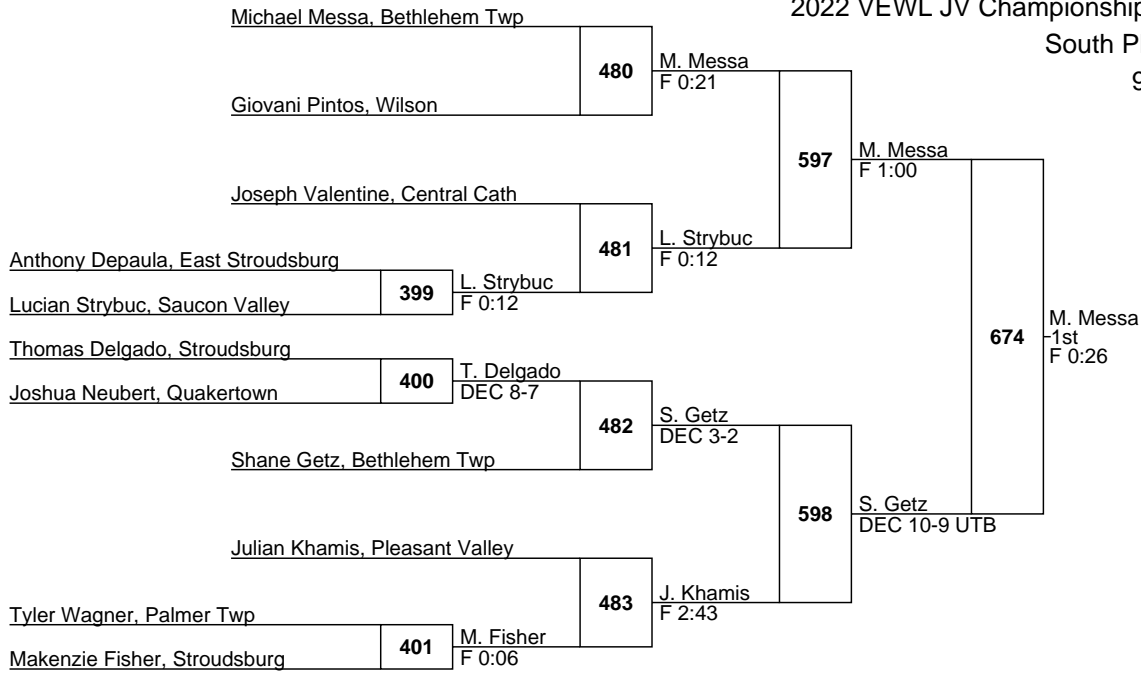 2022 VEWL JV Championship
South P
9
Michael Messa, Bethlehem Twp
480
M. Messa
F 0:21
Giovani Pintos, Wilson
597
M. Messa
F 1:00
Joseph Valentine, Central Cath
481
L. Strybuc
F 0:12
Anthony Depaula, East Stroudsburg
399
L. Strybuc
F 0:12
Lucian Strybuc, Saucon Valley
674
M. Messa
1st
F 0:26
Thomas Delgado, Stroudsburg
400
T. Delgado
DEC 8-7
Joshua Neubert, Quakertown
482
S. Getz
DEC 3-2
Shane Getz, Bethlehem Twp
598
S. Getz
DEC 10-9 UTB
Julian Khamis, Pleasant Valley
483
J. Khamis
F 2:43
Tyler Wagner, Palmer Twp
401
M. Fisher
F 0:06
Makenzie Fisher, Stroudsburg